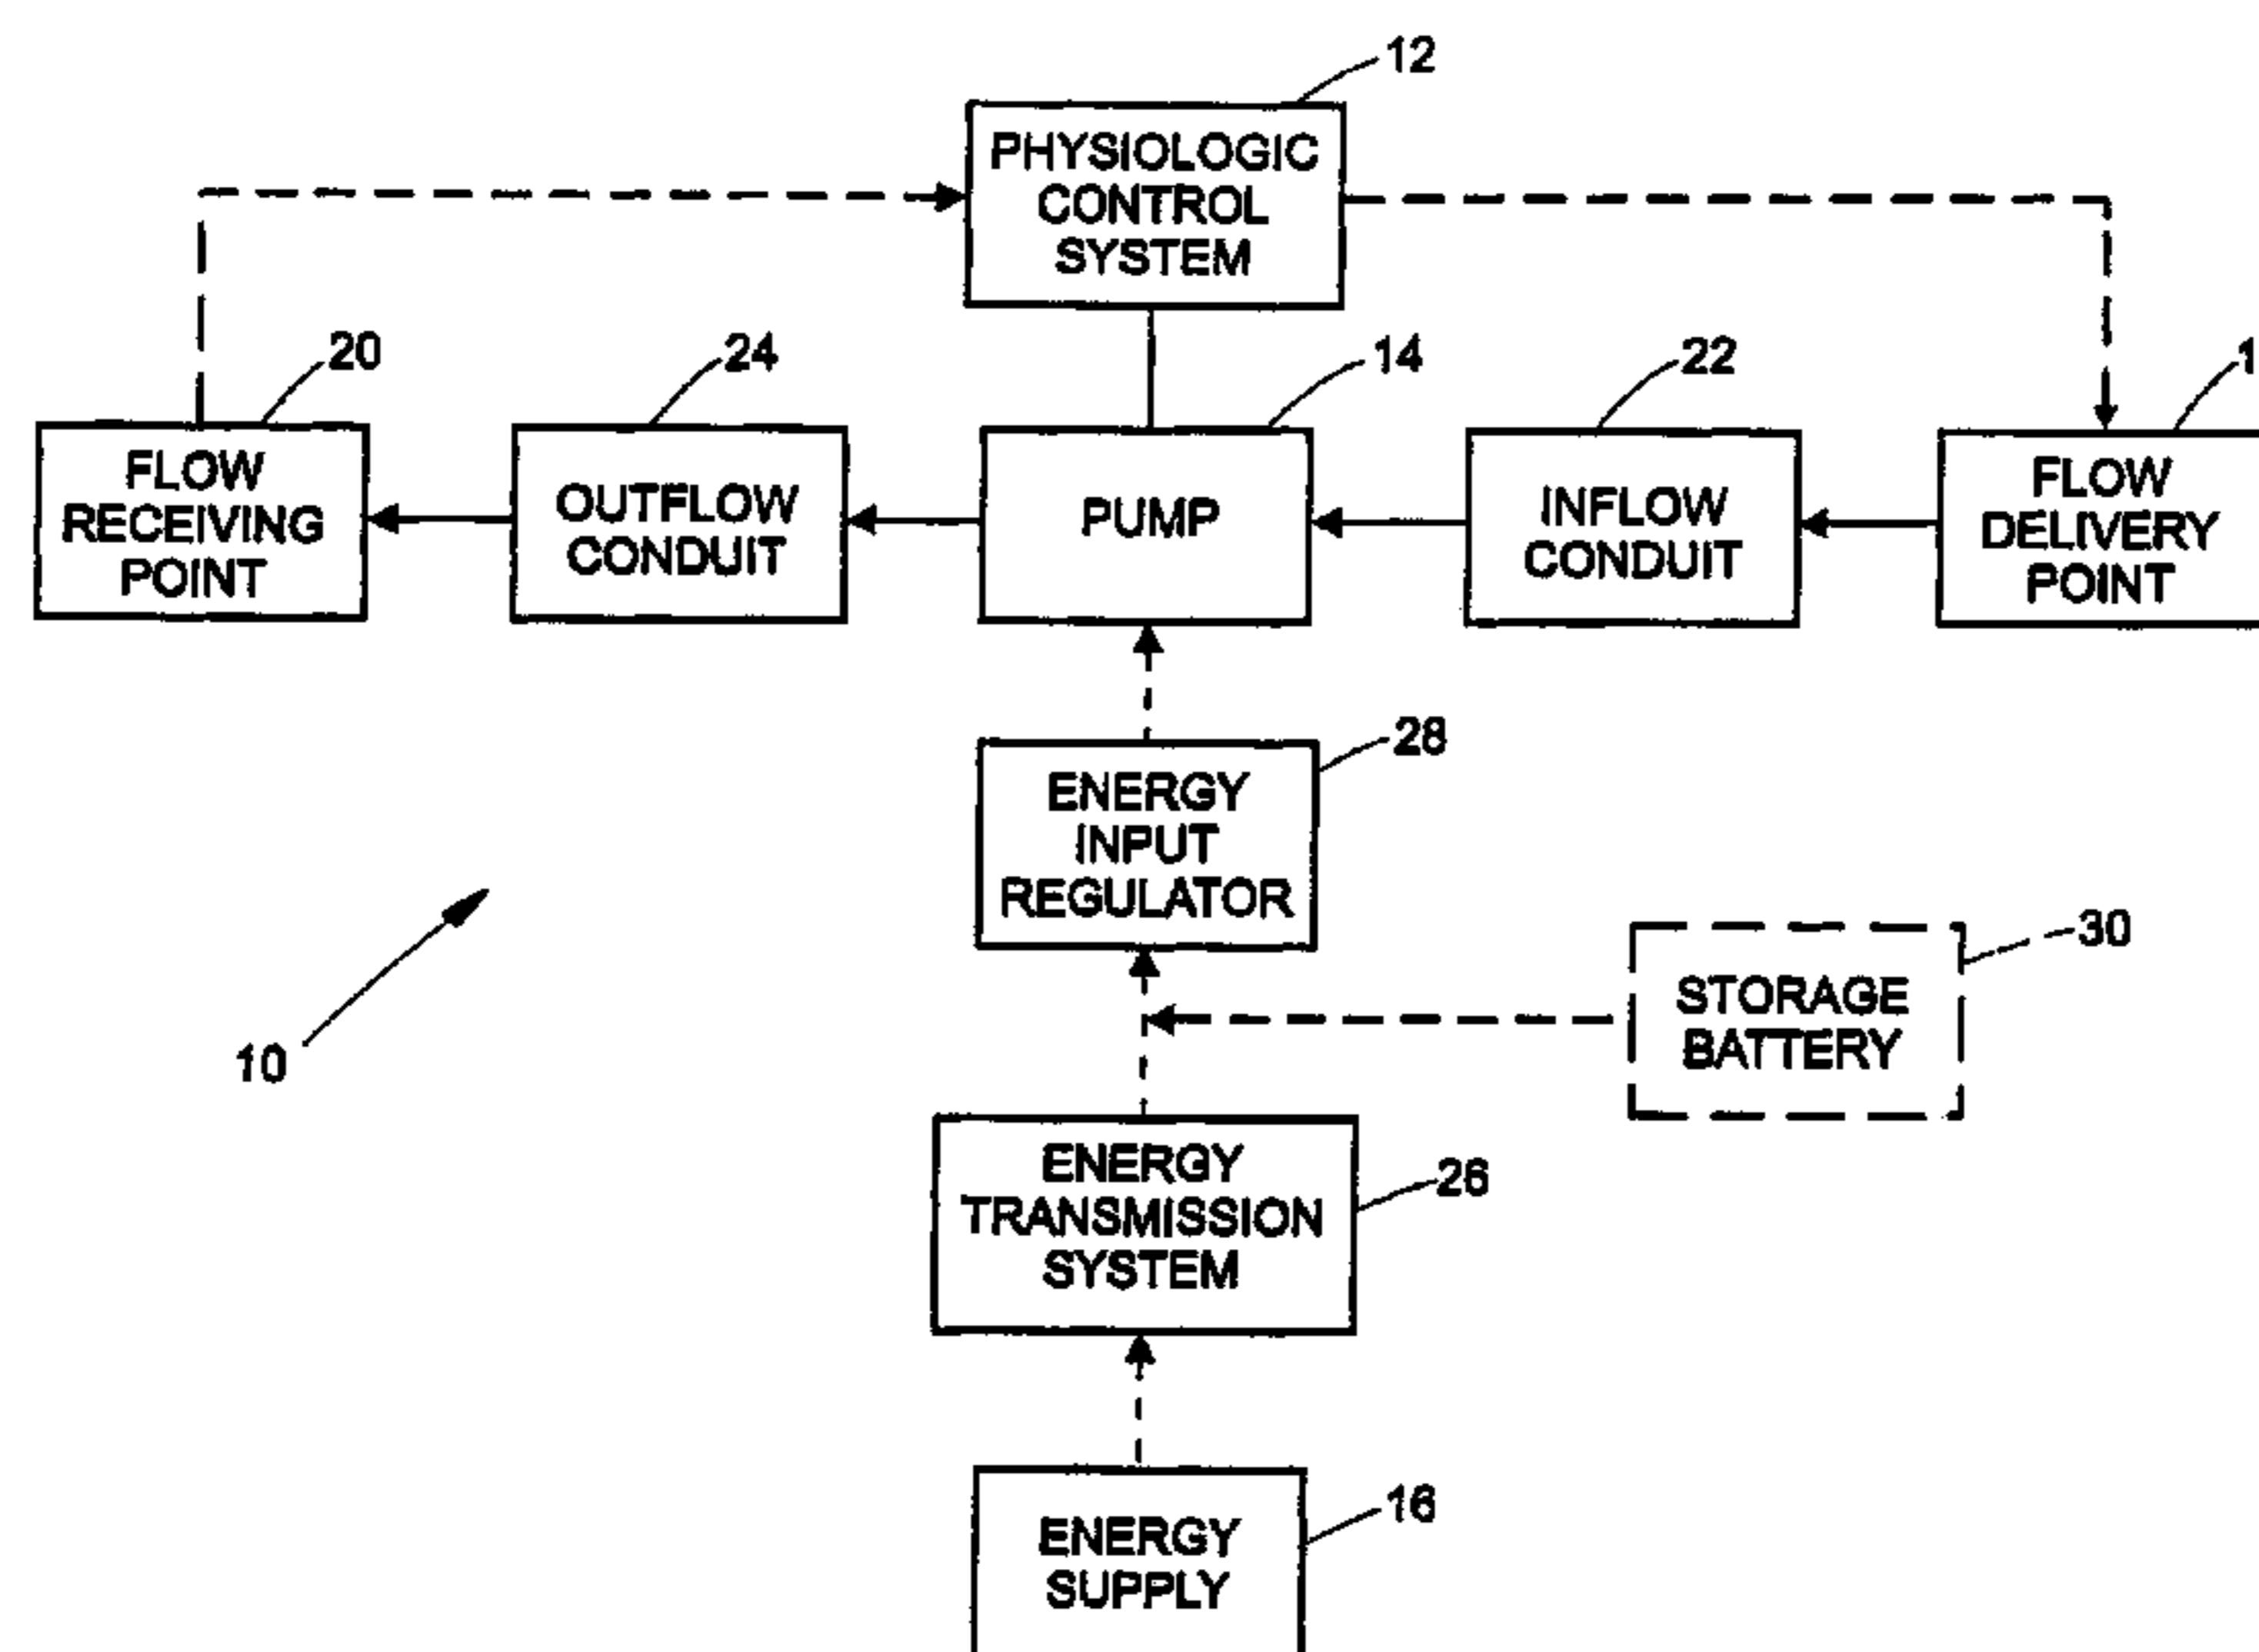 12
PHYSIOLOGIC
CONTROL
SYSTEM
20
24
14
22
1
FLOW
RECEIVING
POINT
OUTFLOW
CONDUIT
PUMP
INFLOW
CONDUIT
FLOW
DELIVERY
POINT
28
ENERGY
INPUT
REGULATOR
10
30
STORAGE
BATTERY
26
ENERGY
TRANSMISSION
SYSTEM
16
ENERGY
SUPPLY